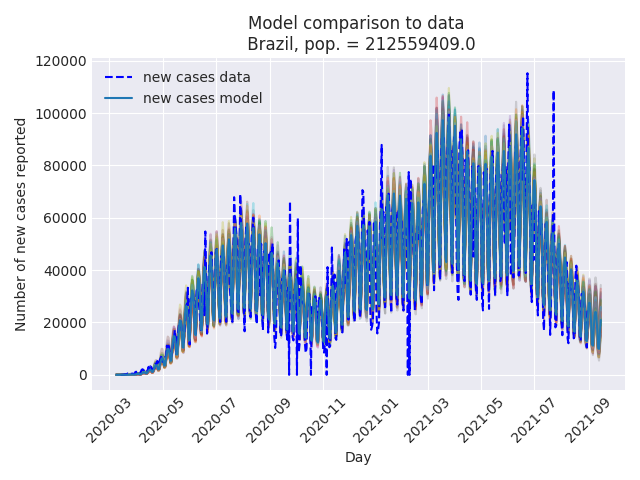 Model comparison to data
Brazil, pop. = 212559409.0
new cases data
new cases model
Number of new cases reported
120000
100000
80000
60000
40000
20000
0
2020-03
2020-05
2020-07
2020-09
2020-11
2021-01
2021-03
2021-05
2021-07
2021-09
Day